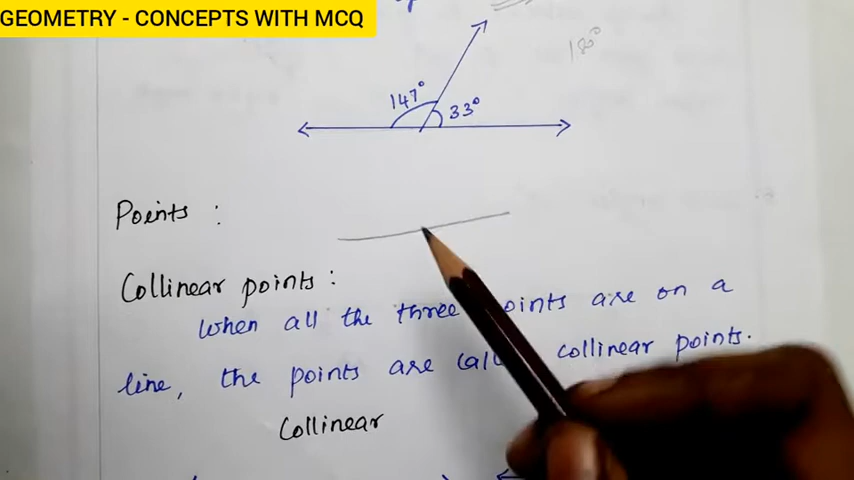 GEOMETRY - CONCEPTS WITH MCQ
180°
147° 33°
Points :
Collinear points :
When all the three points are on a
line, the points are call collinear points.
Collinear